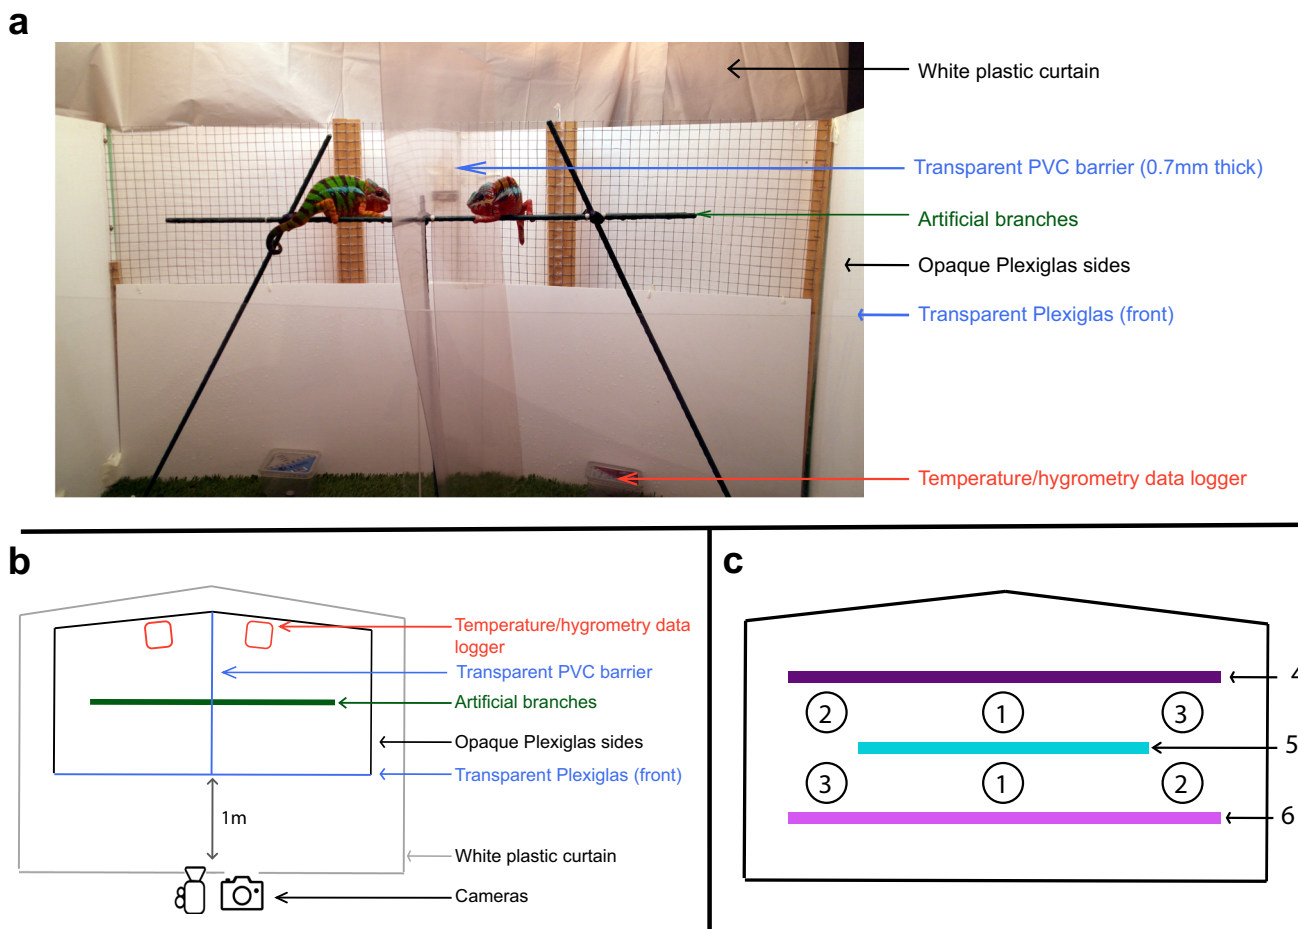 a
White plastic curtain
Transparent PVC barrier (0.7mm thick)
Artificial branches
Opaque Plexiglas sides
Transparent Plexiglas (front)
Temperature/hygrometry data logger
b
Temperature/hygrometry data
logger
Transparent PVC barrier
Artificial branches
Opaque Plexiglas sides
Transparent Plexiglas (front)
1m
White plastic curtain
Cameras
c
4
2 1 3
5
3 1 2
6